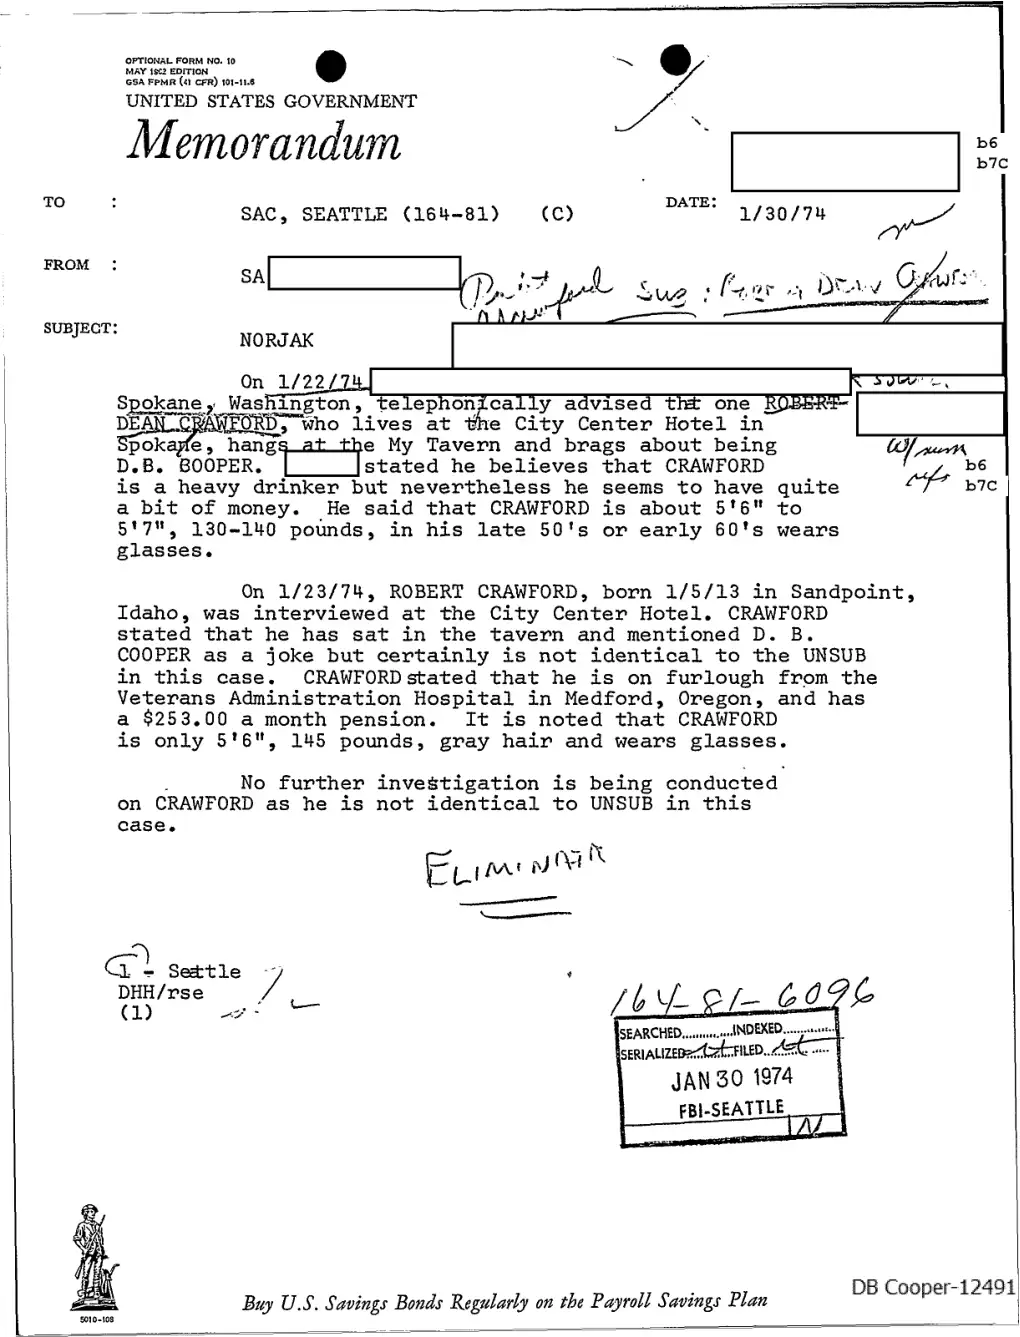 OPTIONAL FORM NO. 10
MAY 1962 EDITION
GSA FPMR (41 CFR) 101-11.6
UNITED STATES GOVERNMENT
Memorandum
b6
b7C
TO :
SAC, SEATTLE (164-81) (C)
DATE: 1/30/74
FROM :
SA
Sus : Robert Dean Crawford
SUBJECT:
NORJAK
On 1/22/74
Spokane, Washington, telephonically advised that one ROBERT
DEAN CRAWFORD, who lives at the City Center Hotel in
Spokane, hangs at the My Tavern and brags about being
D.B. BOOPER. stated he believes that CRAWFORD
is a heavy drinker but nevertheless he seems to have quite
a bit of money. He said that CRAWFORD is about 5'6" to
5'7", 130-140 pounds, in his late 50's or early 60's wears
glasses.
b6
b7C
On 1/23/74, ROBERT CRAWFORD, born 1/5/13 in Sandpoint,
Idaho, was interviewed at the City Center Hotel. CRAWFORD
stated that he has sat in the tavern and mentioned D. B.
COOPER as a joke but certainly is not identical to the UNSUB
in this case. CRAWFORD stated that he is on furlough from the
Veterans Administration Hospital in Medford, Oregon, and has
a $253.00 a month pension. It is noted that CRAWFORD
is only 5'6", 145 pounds, gray hair and wears glasses.
No further investigation is being conducted
on CRAWFORD as he is not identical to UNSUB in this
case.
ELIMINATE
1 - Seattle
DHH/rse
(1)
164-81-6096
SEARCHED............INDEXED............
SERIALIZED......FILED............
JAN 30 1974
FBI-SEATTLE
5010-108
Buy U.S. Savings Bonds Regularly on the Payroll Savings Plan
DB Cooper-12491